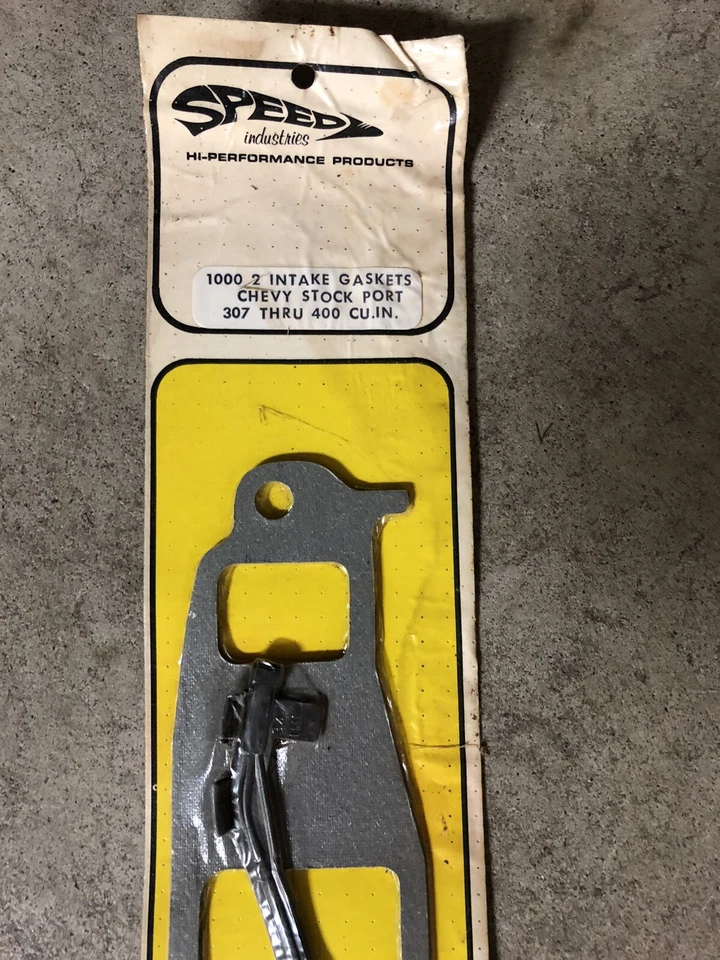 SPEEDY
industries
HI-PERFORMANCE PRODUCTS
1000 2 INTAKE GASKETS
CHEVY STOCK PORT
307 THRU 400 CU.IN.